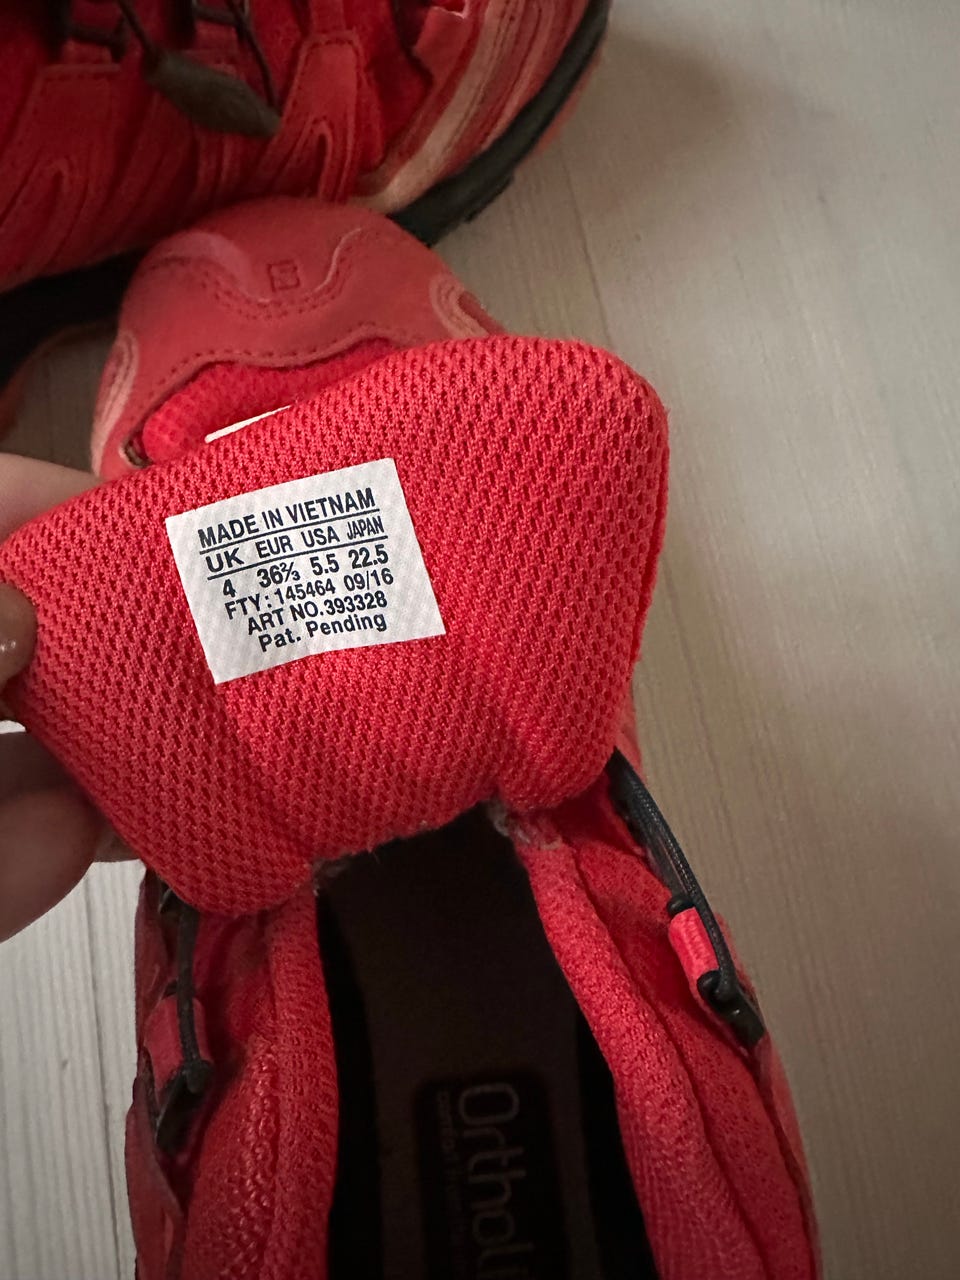 MADE IN VIETNAM
UK EUR USA JAPAN
4 36⅔ 5.5 22.5
FTY: 145464 09/16
ART NO.393328
Pat. Pending